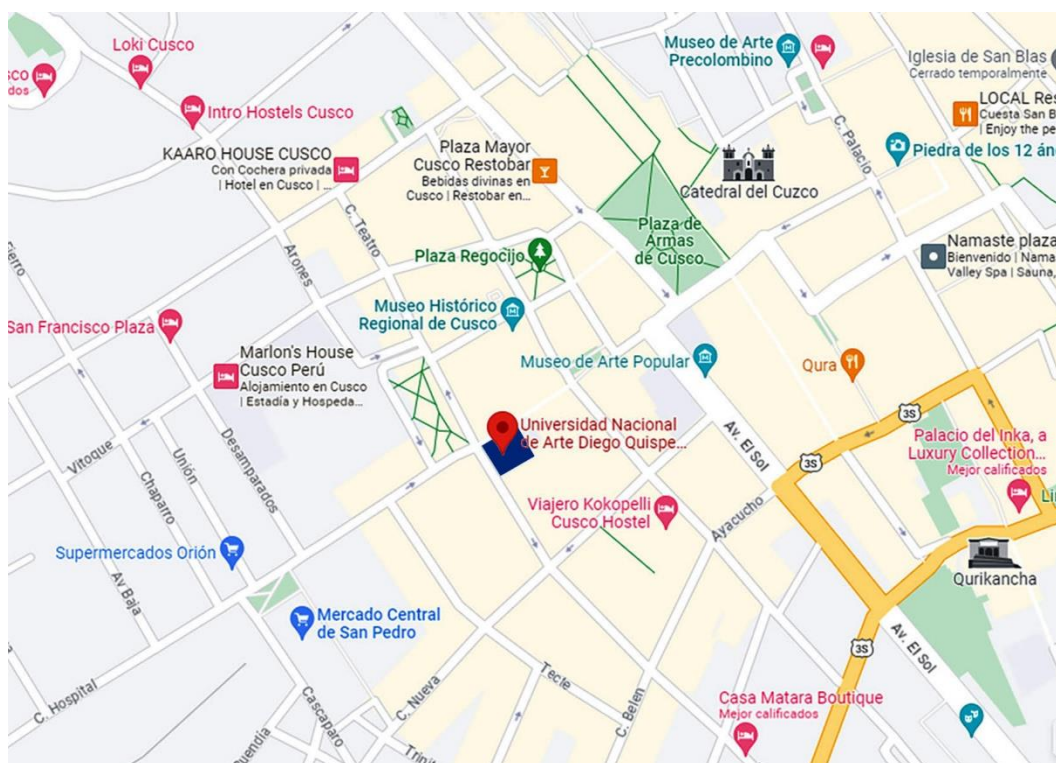 Loki Cusco
SCO
dos
Intro Hostels Cusco
KAARO HOUSE CUSCO
Con Cochera privada
| Hotel en Cusco | ...
Plaza Mayor
Cusco Restobar
Bebidas divinas en
Cusco | Restobar en...
Museo de Arte
Precolombino
Iglesia de San Blas
Cerrado temporalmente
LOCAL Res
Cuesta San B
| Enjoy the pe
C. Palacio
Piedra de los 12 án
Catedral del Cuzco
Plaza de
Armas
de Cusco
C. Teatro
Arones
Plaza Regocijo
Namaste plaza
Bienvenido | Nama
Valley Spa | Sauna,
Museo Histórico
Regional de Cusco
San Francisco Plaza
Marlon's House
Cusco Perú
Alojamiento en Cusco
| Estadía y Hospeda...
Museo de Arte Popular
Qura
3S
Universidad Nacional
de Arte Diego Quispe...
Av. El Sol
3S
Palacio del Inka, a
Luxury Collection...
Mejor calificados
Vitoque
Unión
Desamparados
Chaparro
Viajero Kokopelli
Cusco Hostel
Ayacucho
Supermercados Orión
Av Baja
Qurikancha
Mercado Central
de San Pedro
3S
Av. El Sol
C. Hospital
Cascaparo
C. Nueva
Tecte
C. Belen
Casa Matara Boutique
Mejor calificados